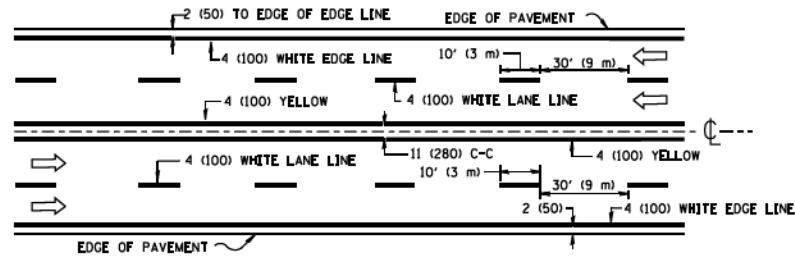 2 (50) TO EDGE OF EDGE LINE
EDGE OF PAVEMENT
4 (100) WHITE EDGE LINE
10' (3 m)
30' (9 m)
4 (100) YELLOW
4 (100) WHITE LANE LINE
℄
4 (100) WHITE LANE LINE
11 (280) C-C
4 (100) YELLOW
10' (3 m)
30' (9 m)
2 (50)
4 (100) WHITE EDGE LINE
EDGE OF PAVEMENT